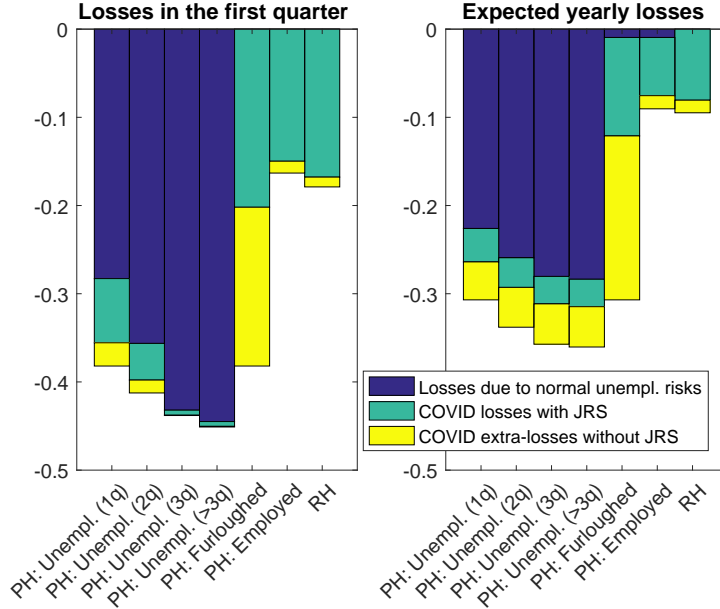 Losses in the first quarter
0
-0.1
-0.2
-0.3
-0.4
-0.5
PH: Unempl. (1q)
PH: Unempl. (2q)
PH: Unempl. (3q)
PH: Unempl. (>3q)
PH: Furloughed
PH: Employed
RH
Expected yearly losses
0
-0.1
-0.2
-0.3
-0.4
-0.5
Losses due to normal unempl. risks
COVID losses with JRS
COVID extra-losses without JRS
PH: Unempl. (1q)
PH: Unempl. (2q)
PH: Unempl. (3q)
PH: Unempl. (>3q)
PH: Furloughed
PH: Employed
RH